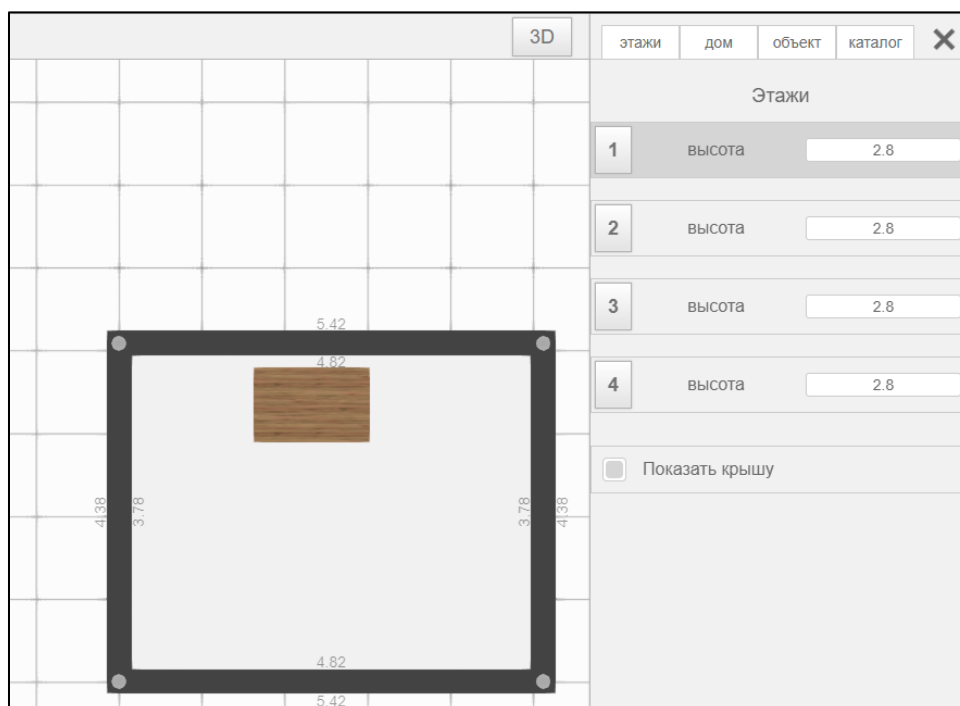 3D
этажи дом объект каталог
Этажи
1 высота 2.8
2 высота 2.8
3 высота 2.8
4 высота 2.8
Показать крышу
5.42
4.82
4.38 3.78 3.78 4.38
4.82
5.42